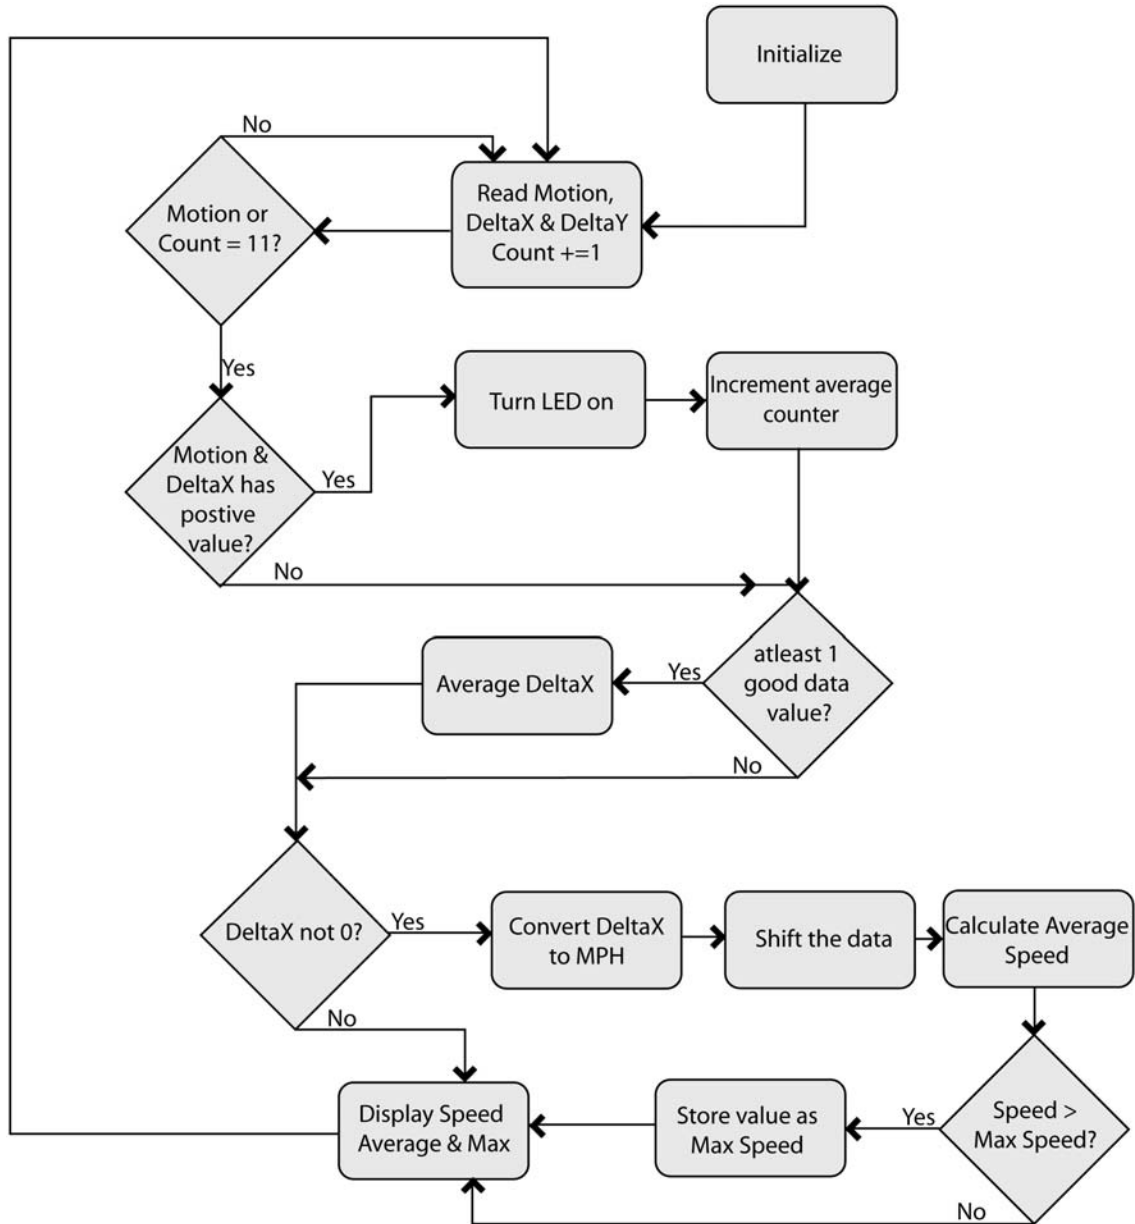 Initialize
No
Read Motion,
DeltaX & DeltaY
Count +=1
Motion or
Count = 11?
Yes
Turn LED on
Increment average
counter
Motion &
DeltaX has
postive
value?
Yes
No
atleast 1
good data
value?
Yes
Average DeltaX
No
DeltaX not 0?
Yes
Convert DeltaX
to MPH
Shift the data
Calculate Average
Speed
No
Display Speed
Average & Max
Store value as
Max Speed
Yes
Speed >
Max Speed?
No